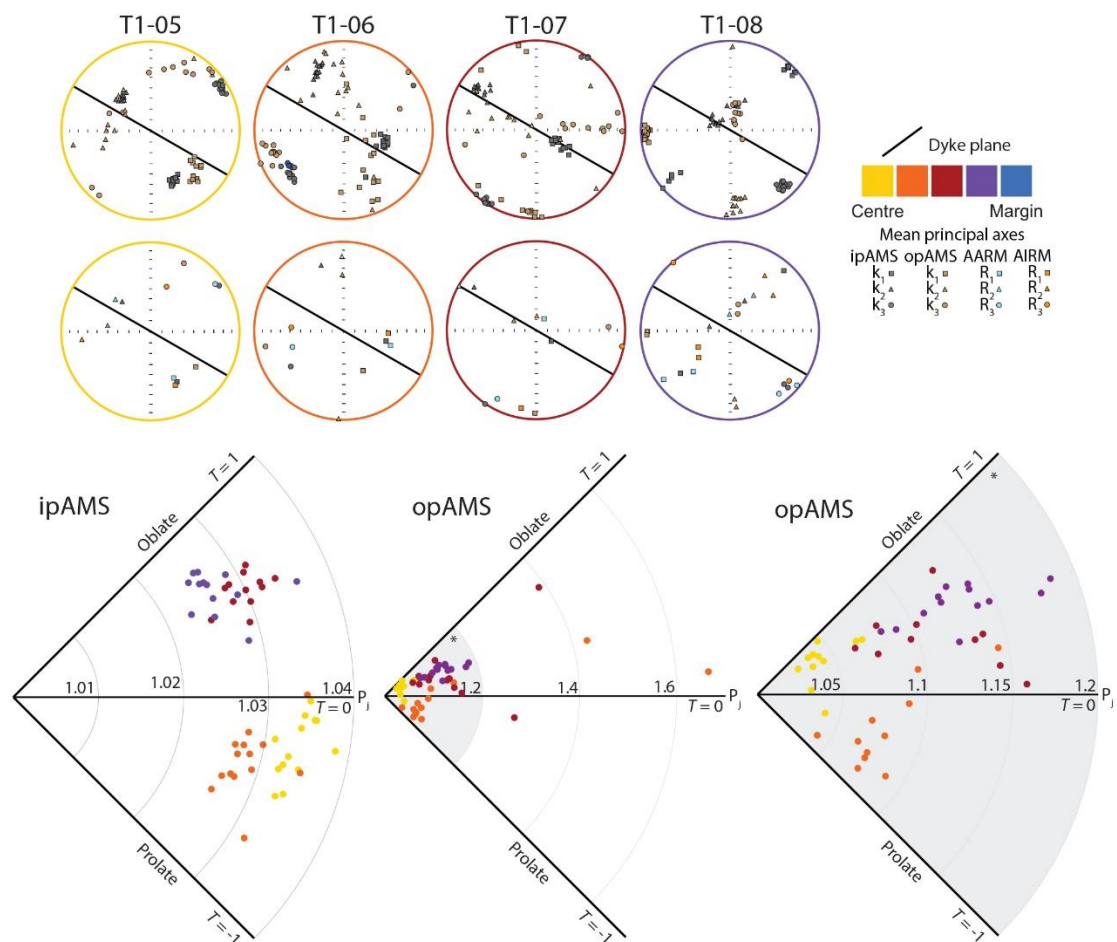 T1-05 T1-06 T1-07 T1-08
Dyke plane
Centre Margin
Mean principal axes
ipAMS opAMS AARM AIRM
k1 k1 R1 R1
k2 k2 R2 R2
k3 k3 R3 R3
ipAMS
Oblate
T = 1
1.01 1.02 1.03 1.04 Pj
T = 0
Prolate
T = -1
opAMS
Oblate
T = 1
*
1.2 1.4 1.6 Pj
T = 0
Prolate
T = -1
opAMS
Oblate
T = 1
*
1.05 1.1 1.15 1.2 Pj
T = 0
Prolate
T = -1